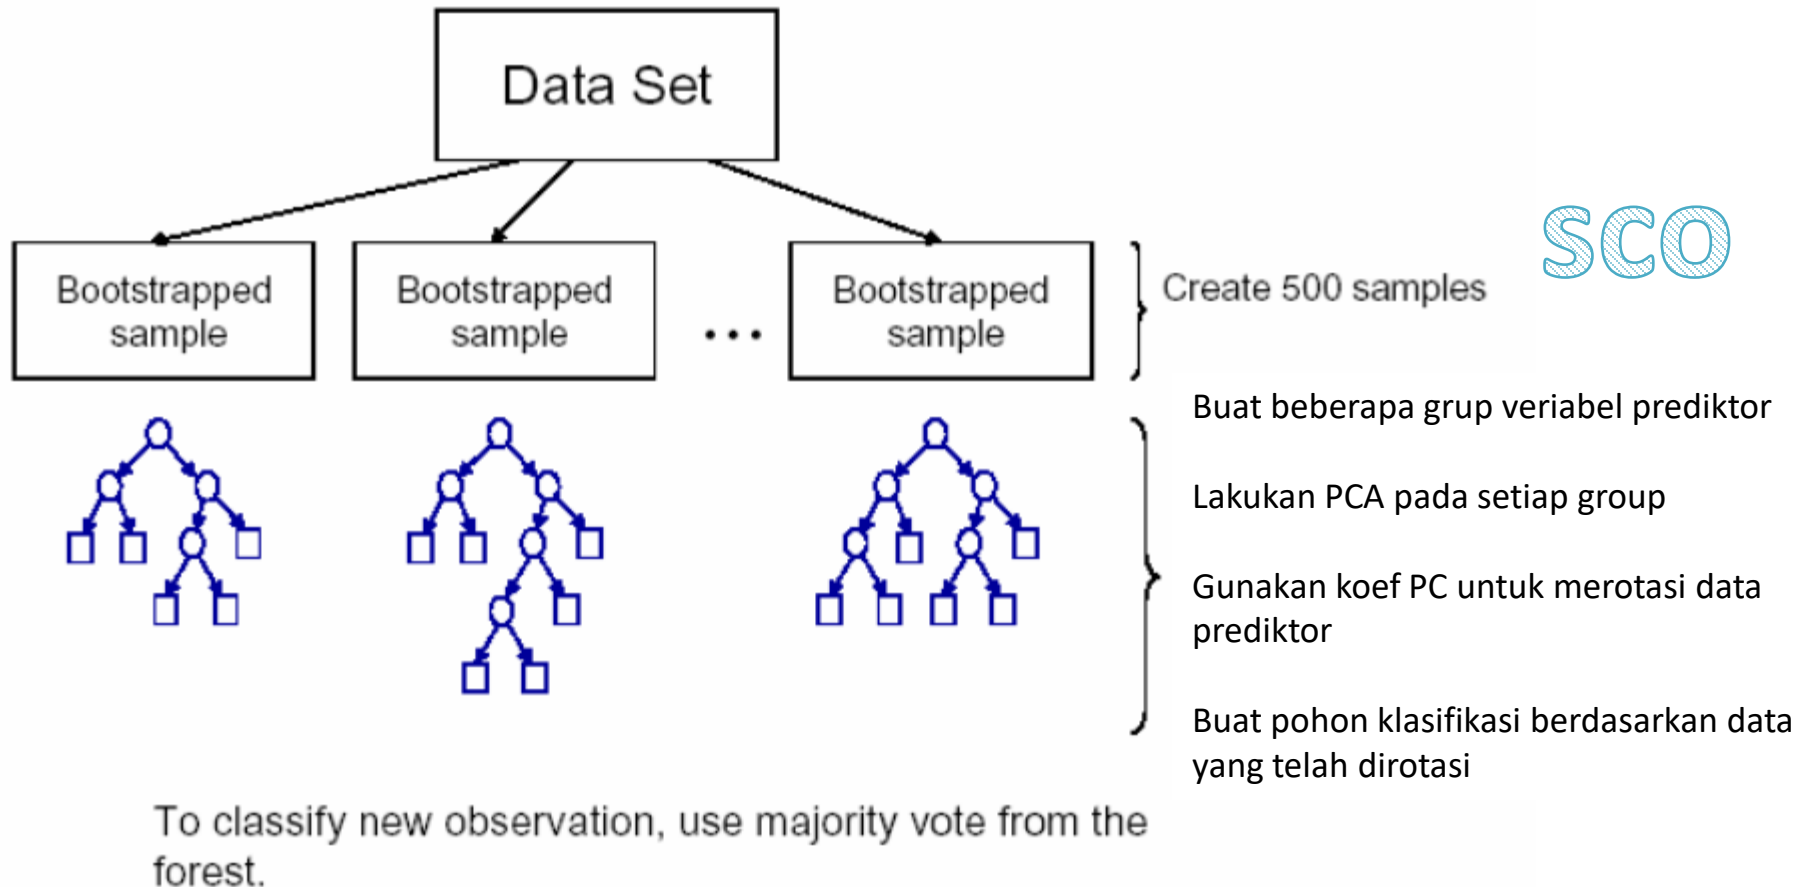 Data Set
SCO
Bootstrapped
sample
Bootstrapped
sample
...
Bootstrapped
sample
Create 500 samples
Buat beberapa grup veriabel prediktor
Lakukan PCA pada setiap group
Gunakan koef PC untuk merotasi data
prediktor
Buat pohon klasifikasi berdasarkan data
yang telah dirotasi
To classify new observation, use majority vote from the
forest.